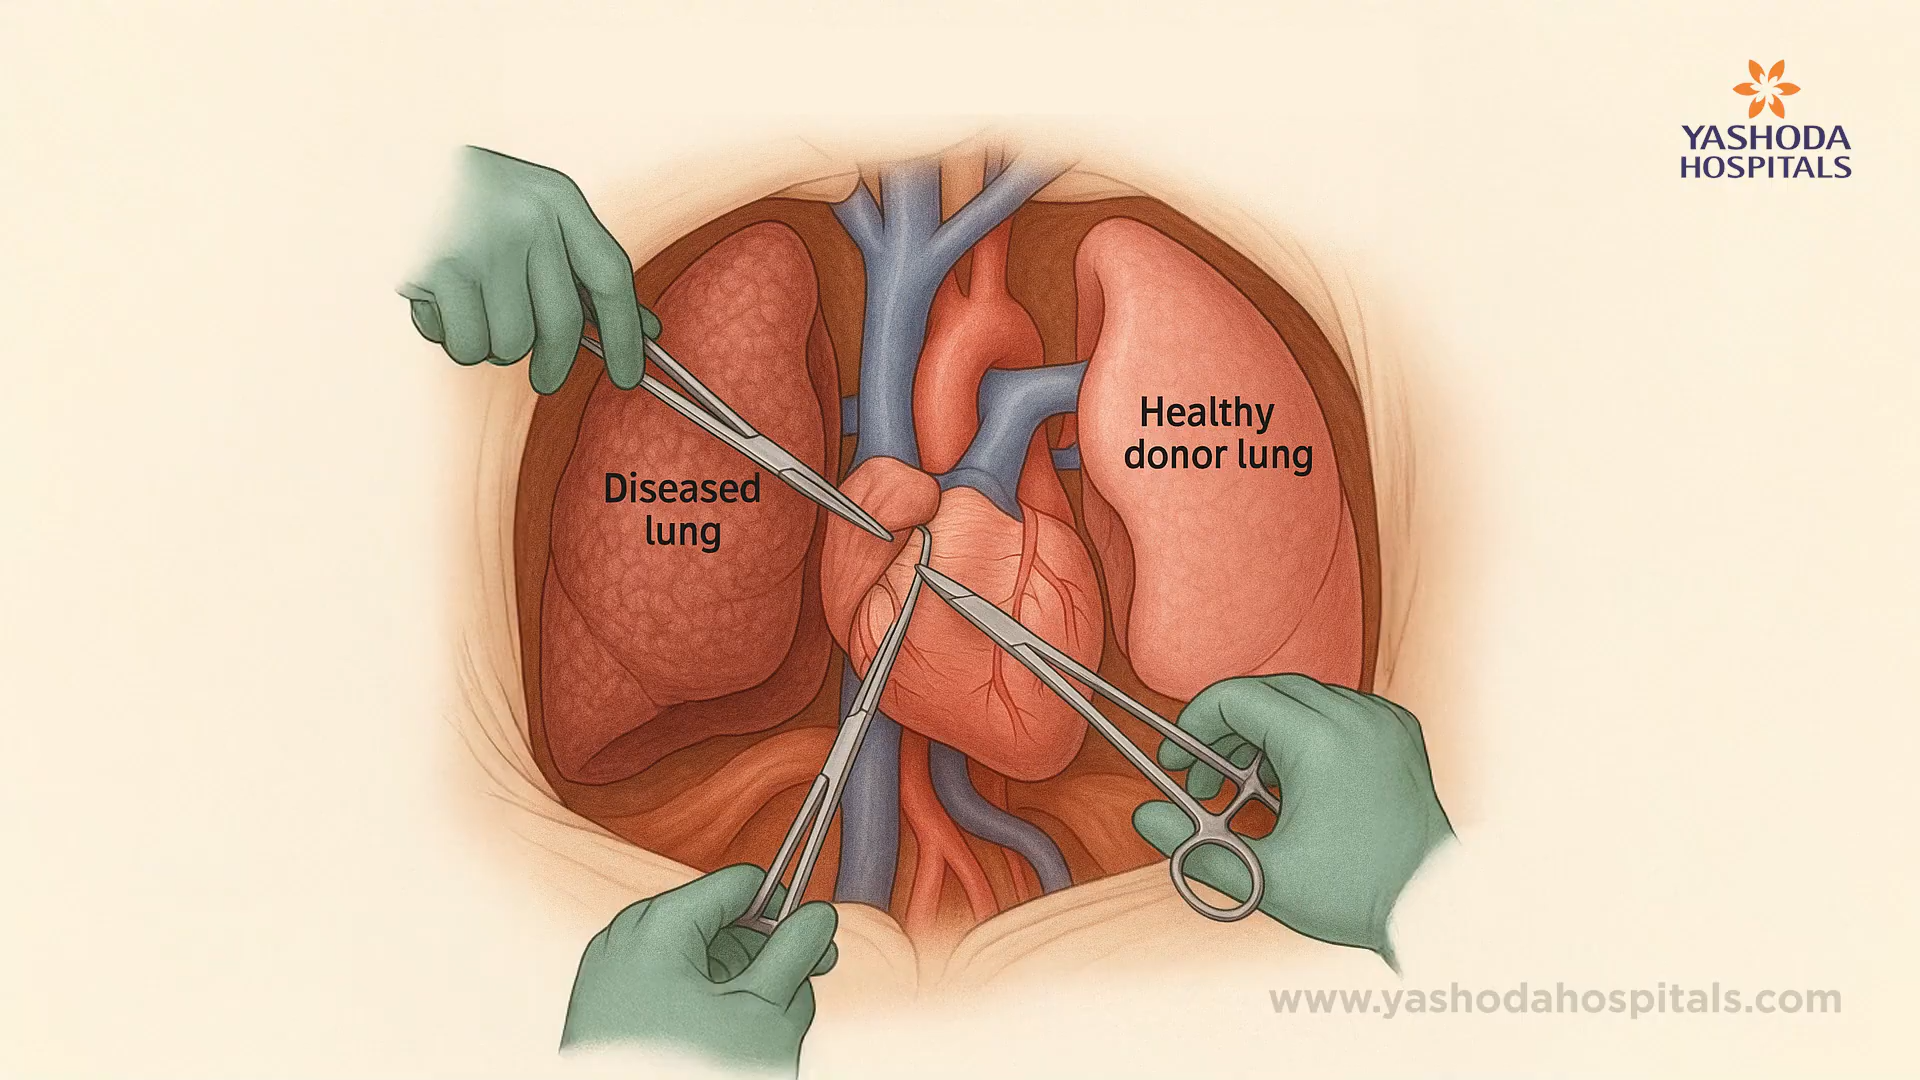 YASHODA
HOSPITALS
Healthy
donor lung
Diseased
lung
www.yashodahospitals.com